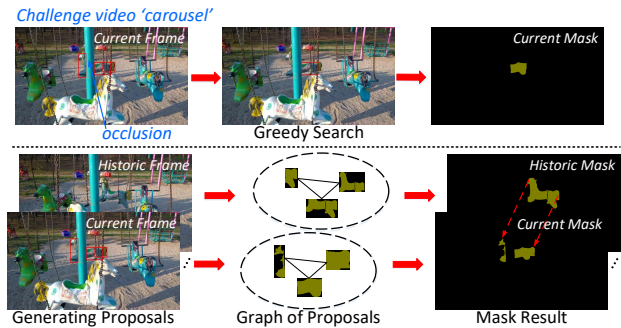 Challenge video ‘carousel’
Current Frame
Current Mask
occlusion
Greedy Search
Historic Frame
Historic Mask
Current Frame
Current Mask
Generating Proposals
Graph of Proposals
Mask Result